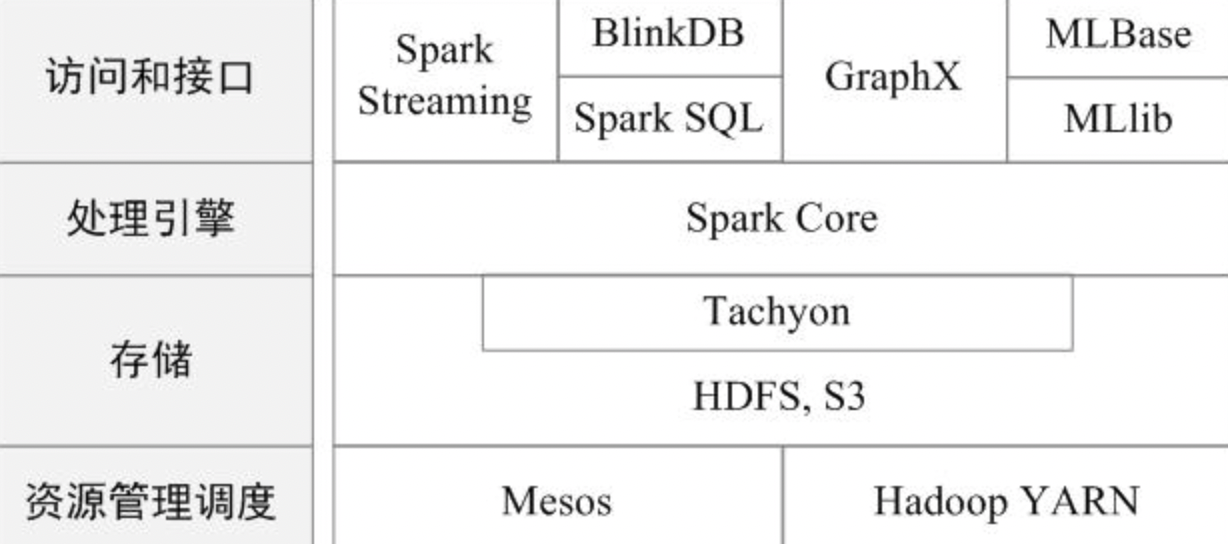 访问和接口
Spark
Streaming
BlinkDB
Spark SQL
GraphX
MLBase
MLlib
处理引擎
Spark Core
存储
Tachyon
HDFS, S3
资源管理调度
Mesos
Hadoop YARN